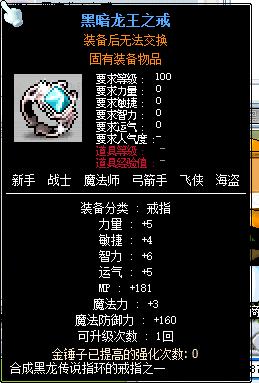 黑暗龙王之戒
装备后无法交换
固有装备物品
要求等级 : 100
要求力量 : 0
要求敏捷 : 0
要求智力 : 0
要求运气 : 0
要求人气度 : -
道具等级 : -
道具经验值 : -
新手 战士 魔法师 弓箭手 飞侠 海盗
装备分类 : 戒指
力量 : +5
敏捷 : +4
智力 : +6
运气 : +5
MP : +181
魔法力 : +3
魔法防御力 : +160
可升级次数 : 1回
金锤子已提高的强化次数: 0
合成黑龙传说指环的戒指之一